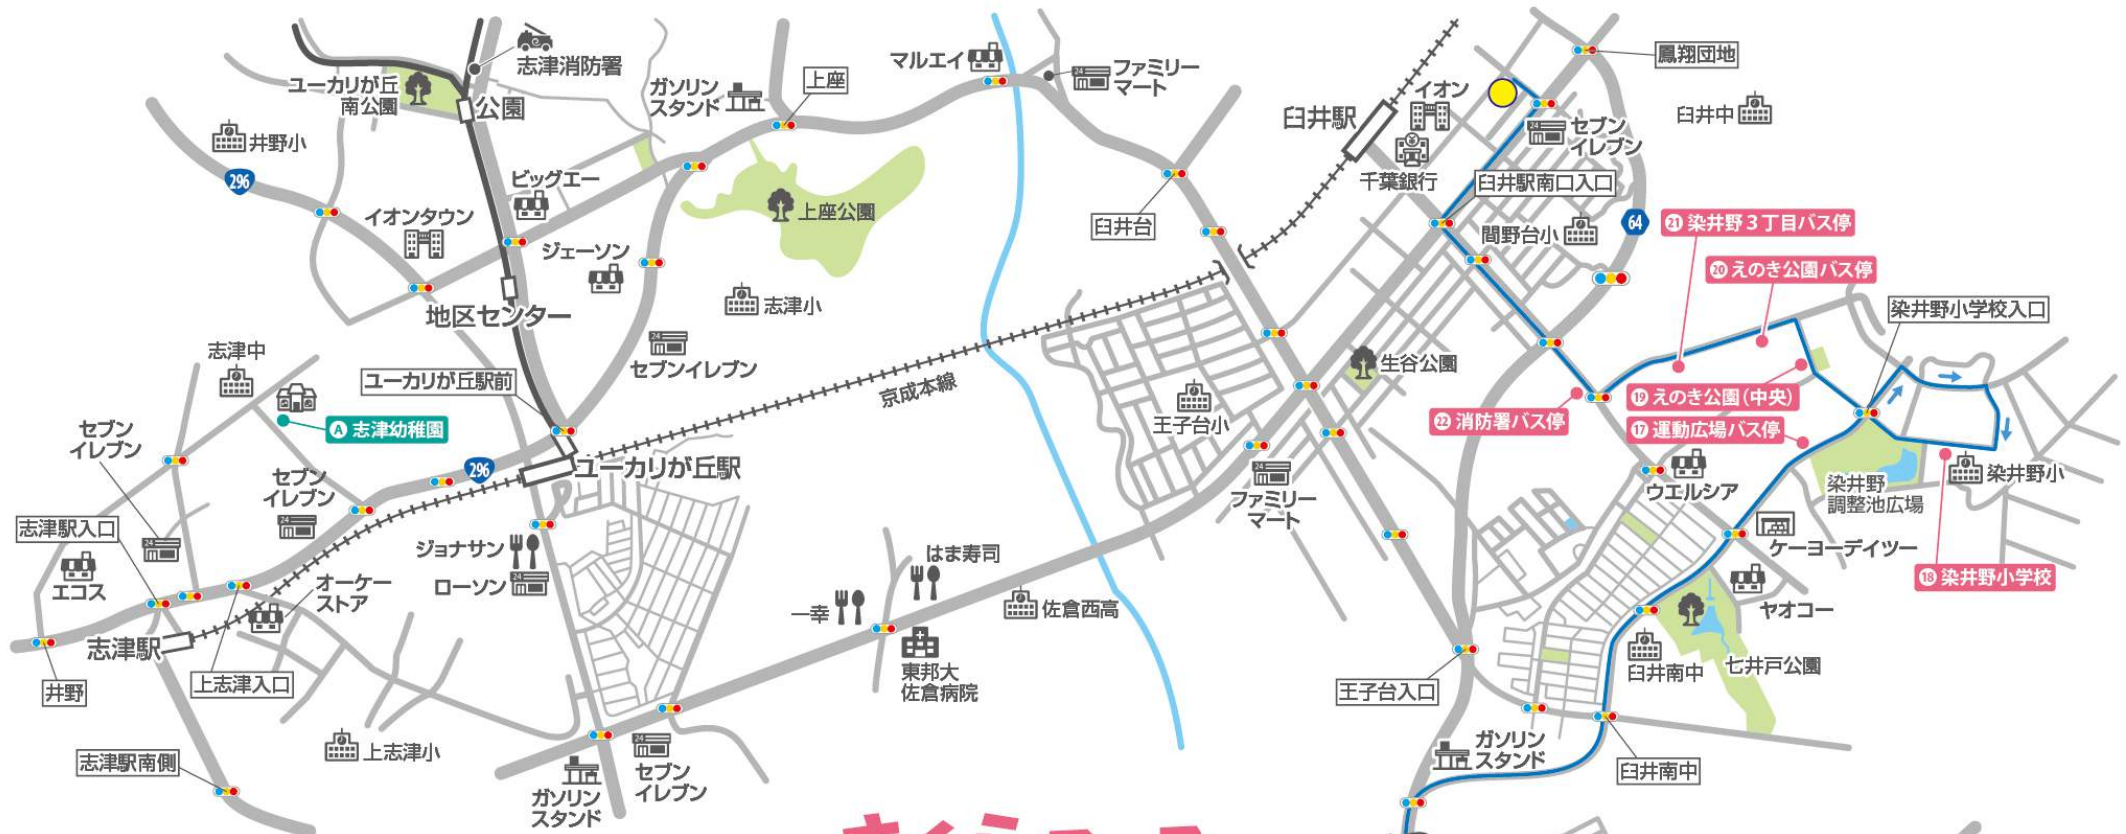 志津消防署
ユーカリが丘
南公園
公園
井野小
296
イオンタウン
ビッグエー
ガソリン
スタンド
上座
マルエイ
24
ファミリー
マート
上座公園
ジェーソン
地区センター
志津小
24
セブンイレブン
臼井台
臼井駅
イオン
¥
千葉銀行
鳳翔団地
臼井中
24
セブン
イレブン
臼井駅南口入口
間野台小
64
㉑ 染井野3丁目バス停
⑳ えのき公園バス停
染井野小学校入口
⑲ えのき公園(中央)
⑰ 運動広場バス停
㉒ 消防署バス停
生谷公園
王子台小
京成本線
志津中
ユーカリが丘駅前
Ⓐ 志津幼稚園
セブン
イレブン
24
296
ユーカリが丘駅
セブン
イレブン
24
志津駅入口
エコス
オーケー
ストア
志津駅
井野
上志津入口
志津駅南側
上志津小
ジョナサン
ローソン
24
一幸
はま寿司
佐倉西高
東邦大
佐倉病院
ガソリン
スタンド
24
セブン
イレブン
24
ファミリー
マート
ウエルシア
ケーヨーデイツー
ヤオコー
染井野
調整池広場
染井野小
⑱ 染井野小学校
七井戸公園
臼井南中
王子台入口
ガソリン
スタンド
臼井南中